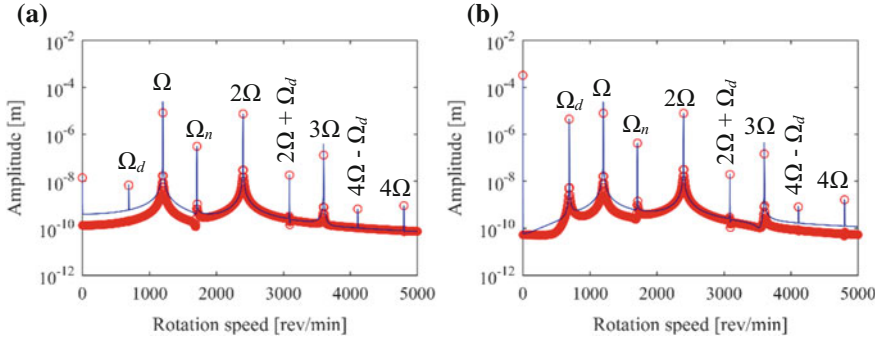 (a)
10⁻²
10⁻⁴
10⁻⁶
10⁻⁸
10⁻¹⁰
10⁻¹²
Amplitude [m]
Ω_d
Ω
Ω_n
2Ω
2Ω + Ω_d
3Ω
4Ω - Ω_d
4Ω
0 1000 2000 3000 4000 5000
Rotation speed [rev/min]
(b)
10⁻²
10⁻⁴
10⁻⁶
10⁻⁸
10⁻¹⁰
10⁻¹²
Amplitude [m]
Ω_d
Ω
Ω_n
2Ω
2Ω + Ω_d
3Ω
4Ω - Ω_d
4Ω
0 1000 2000 3000 4000 5000
Rotation speed [rev/min]